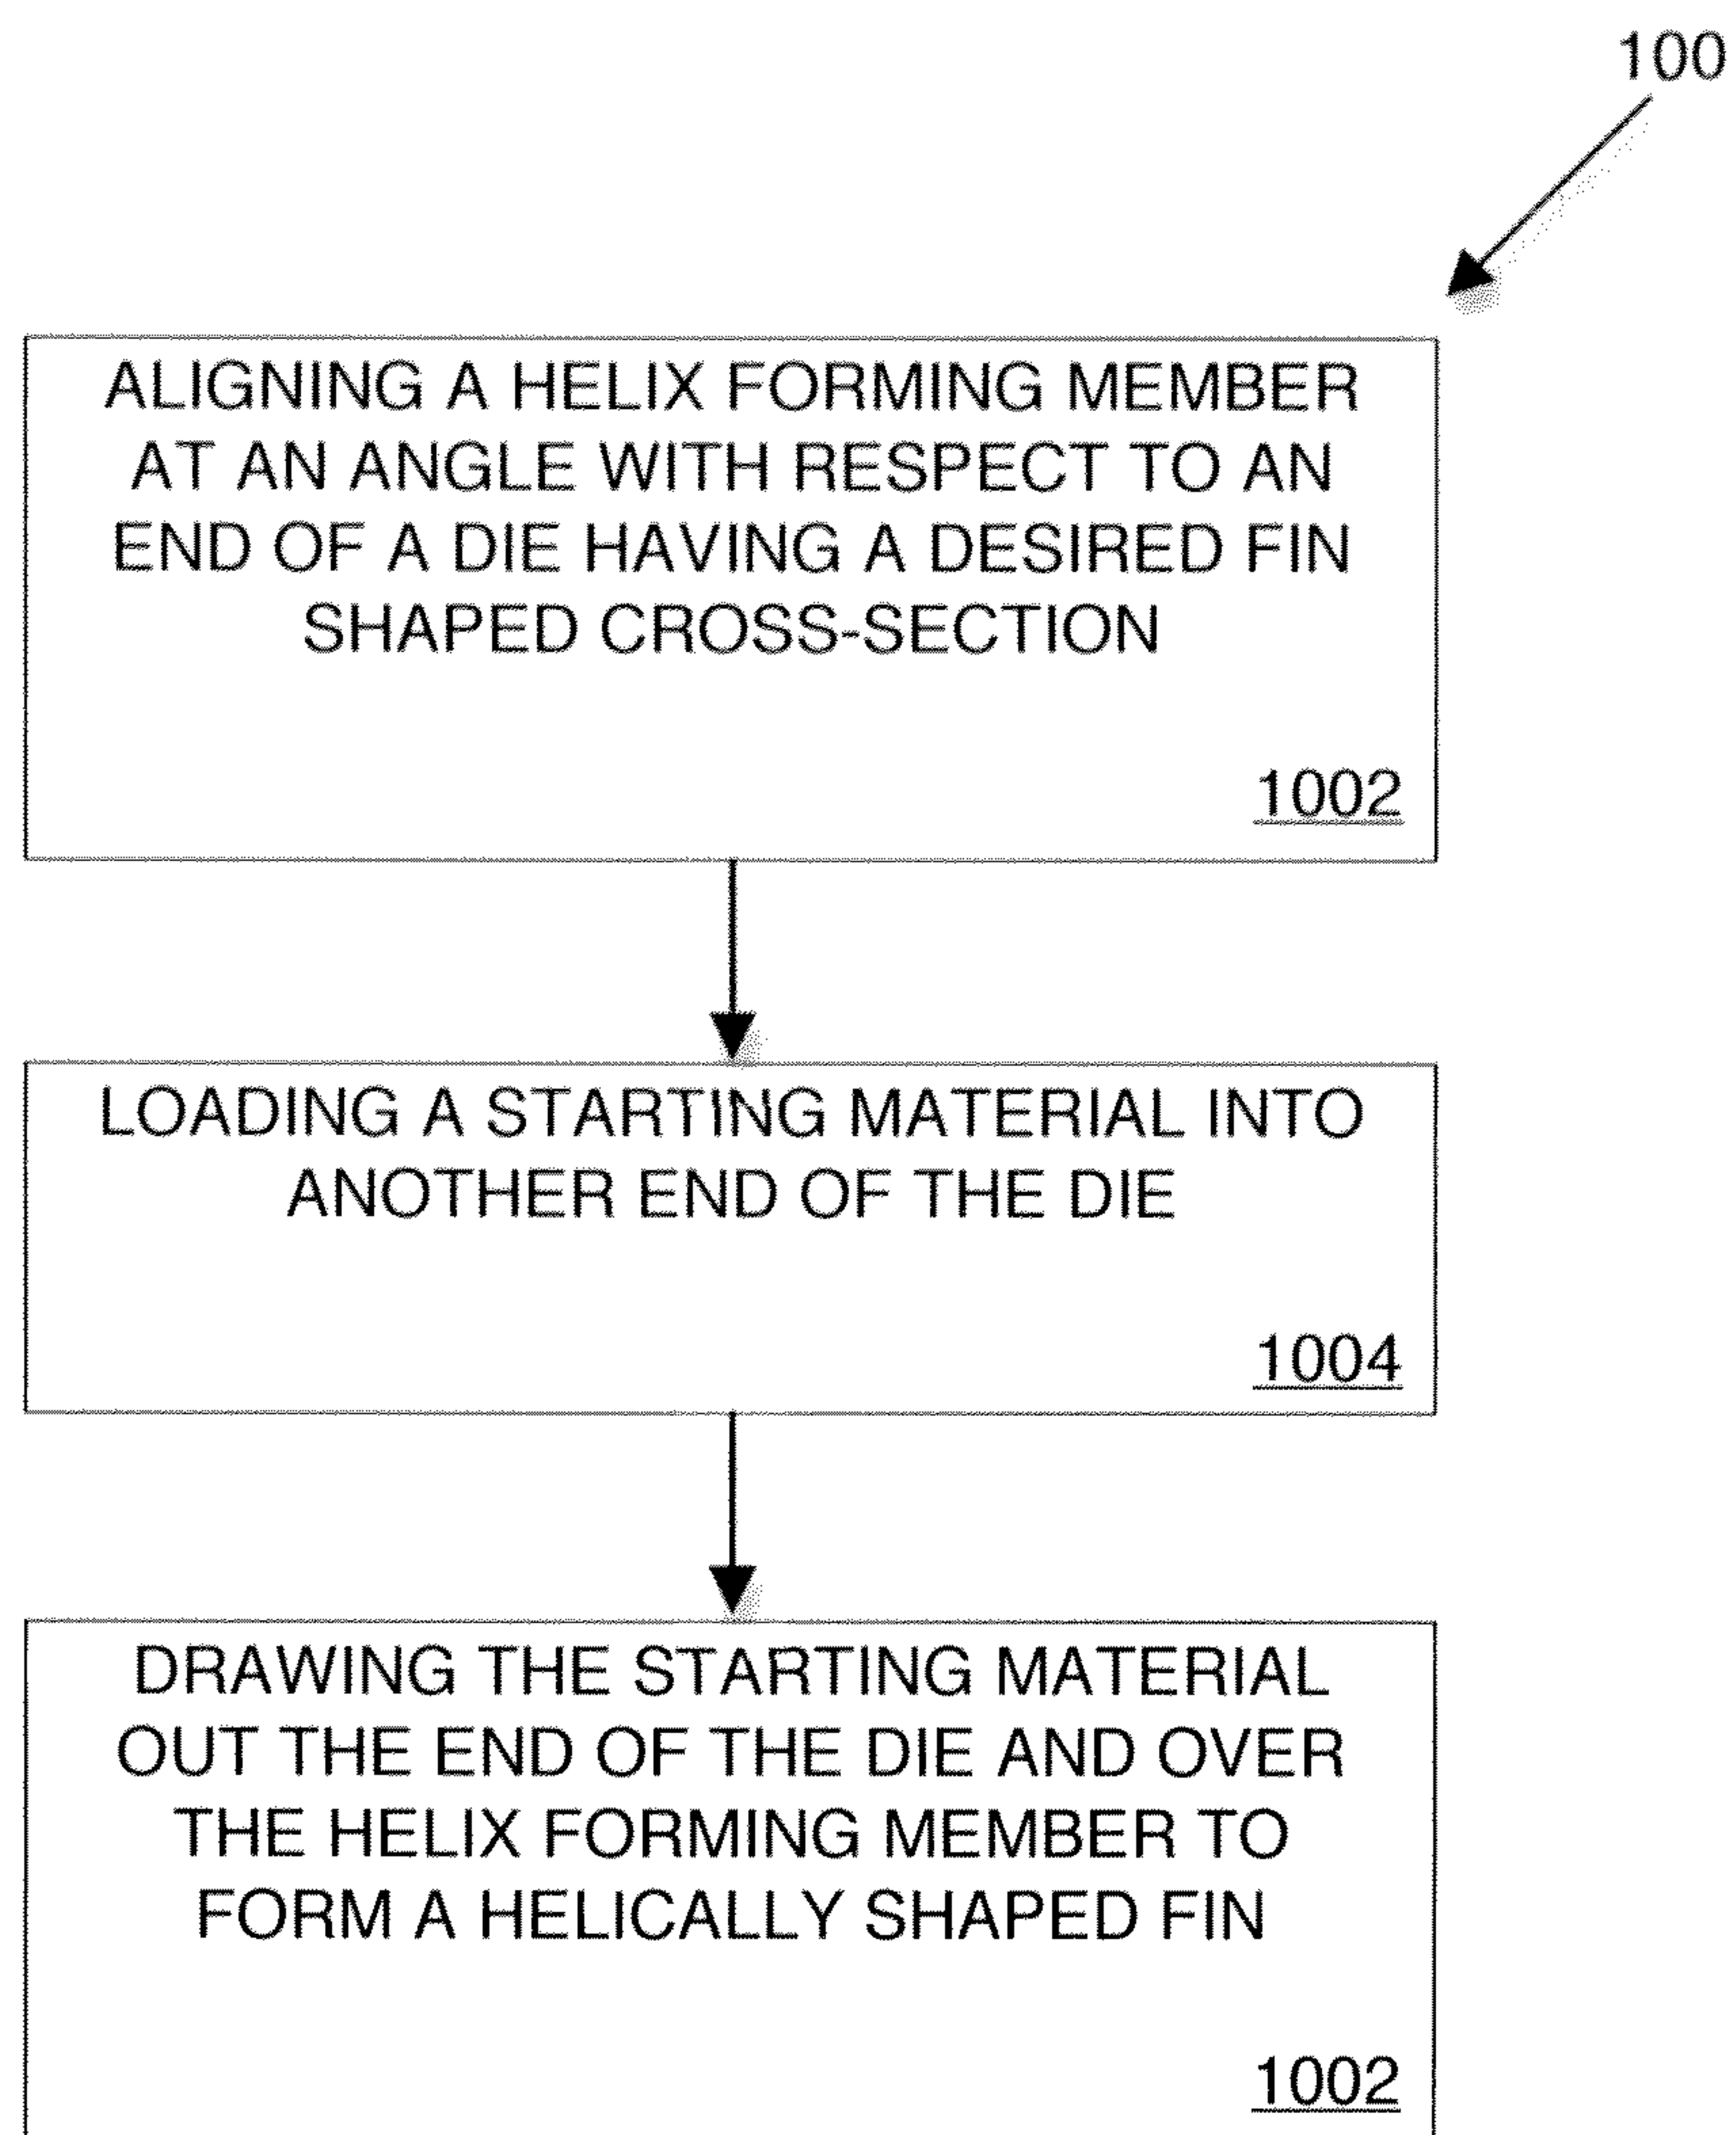 100
ALIGNING A HELIX FORMING MEMBER
AT AN ANGLE WITH RESPECT TO AN
END OF A DIE HAVING A DESIRED FIN
SHAPED CROSS-SECTION
1002
LOADING A STARTING MATERIAL INTO
ANOTHER END OF THE DIE
1004
DRAWING THE STARTING MATERIAL
OUT THE END OF THE DIE AND OVER
THE HELIX FORMING MEMBER TO
FORM A HELICALLY SHAPED FIN
1002